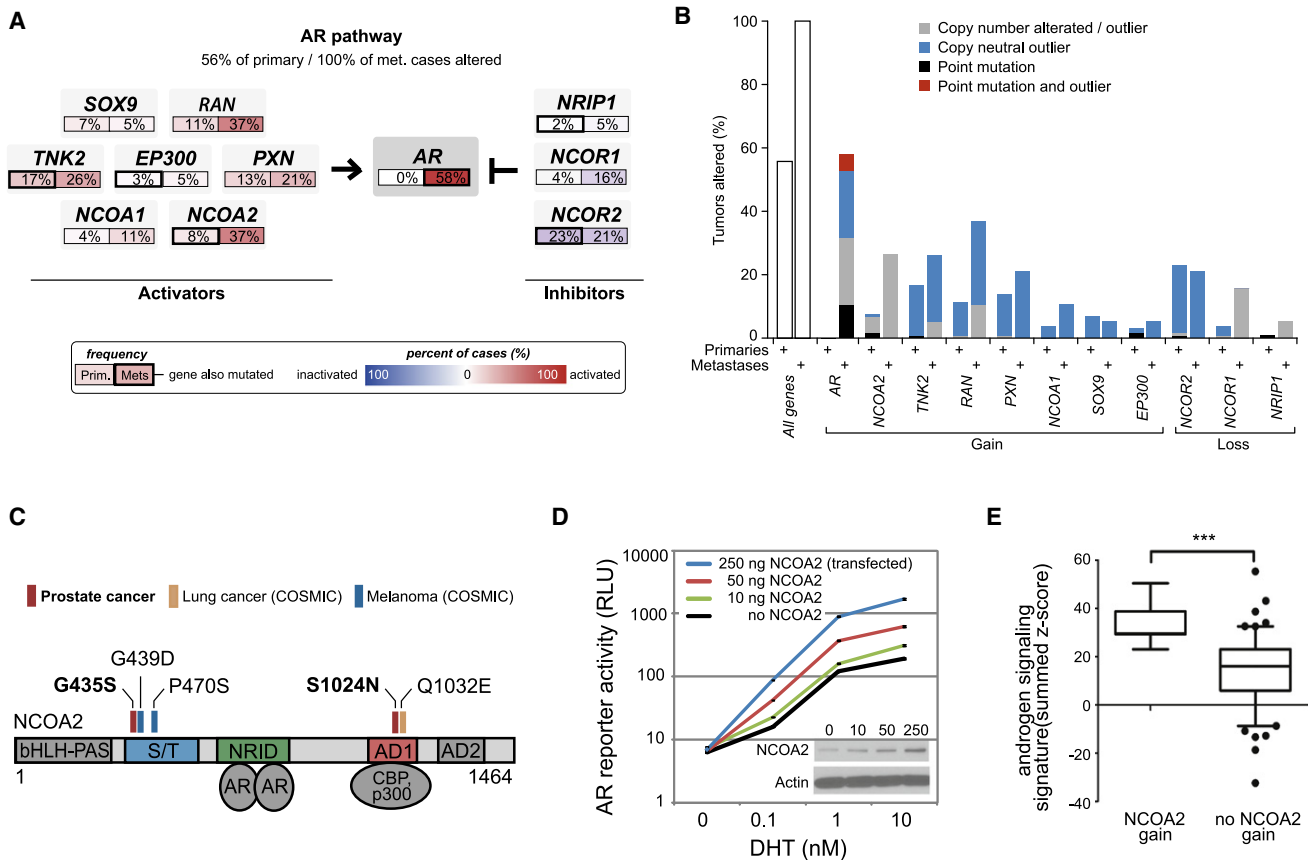 A
AR pathway
56% of primary / 100% of met. cases altered
SOX9
7% 5%
RAN
11% 37%
TNK2
17% 26%
EP300
3% 5%
PXN
13% 21%
NCOA1
4% 11%
NCOA2
8% 37%
AR
0% 58%
NRIP1
2% 5%
NCOR1
4% 16%
NCOR2
23% 21%
Activators
Inhibitors
frequency
Prim. Mets
gene also mutated
percent of cases (%)
inactivated 100 0 100 activated
B
Copy number alterated / outlier
Copy neutral outlier
Point mutation
Point mutation and outlier
Tumors altered (%)
100
80
60
40
20
0
Primaries + + + + + + + + + + + +
Metastases + + + + + + + + + + + +
All genes
AR
NCOA2
TNK2
RAN
PXN
NCOA1
SOX9
EP300
NCOR2
NCOR1
NRIP1
Gain
Loss
C
Prostate cancer
Lung cancer (COSMIC)
Melanoma (COSMIC)
G439D
G435S
P470S
S1024N
Q1032E
NCOA2
bHLH-PAS
S/T
NRID
AD1
AD2
1
1464
AR
AR
CBP,
p300
D
AR reporter activity (RLU)
10000
1000
100
10
1
250 ng NCOA2 (transfected)
50 ng NCOA2
10 ng NCOA2
no NCOA2
0 10 50 250
NCOA2
Actin
0 0.1 1 10
DHT (nM)
E
***
androgen signaling
signature(summed z-score)
60
40
20
0
-20
-40
NCOA2
gain
no NCOA2
gain